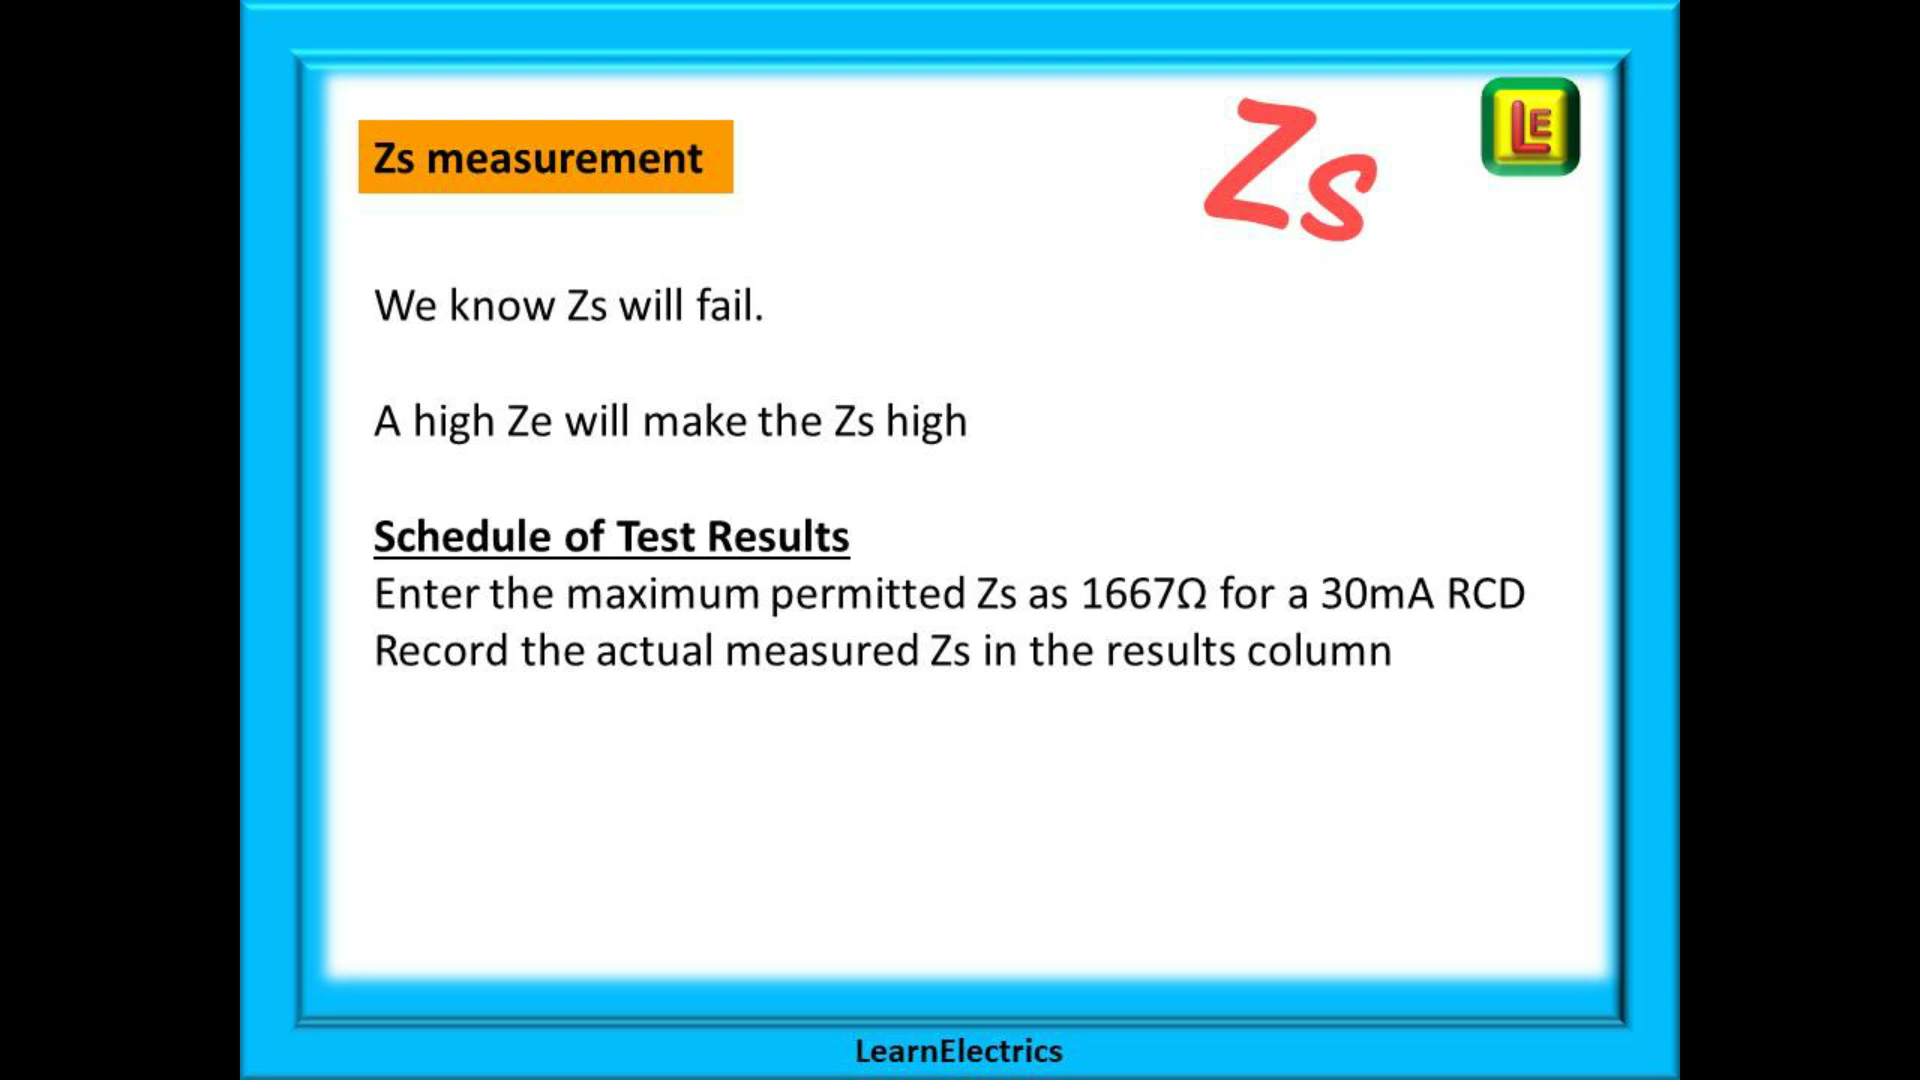 Zs measurement
Zs
LE
We know Zs will fail.
A high Ze will make the Zs high
Schedule of Test Results
Enter the maximum permitted Zs as 1667Ω for a 30mA RCD
Record the actual measured Zs in the results column
LearnElectrics